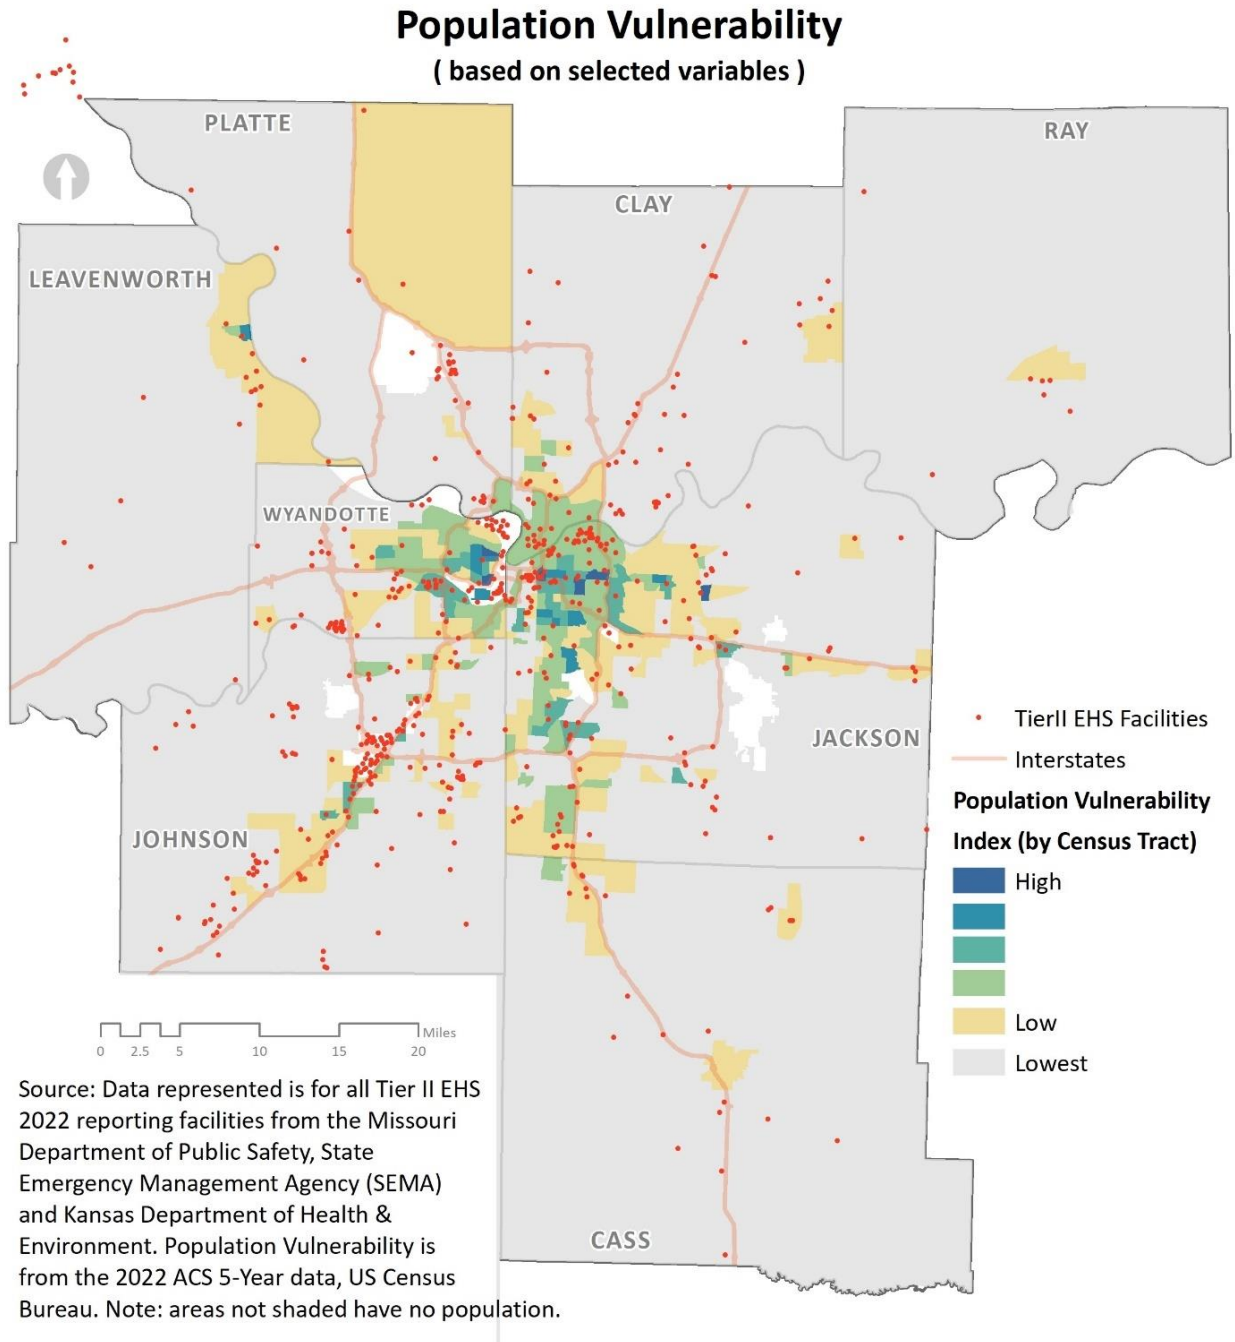 Population Vulnerability
( based on selected variables )
PLATTE
RAY
CLAY
LEAVENWORTH
WYANDOTTE
JACKSON
JOHNSON
CASS
TierII EHS Facilities
Interstates
Population Vulnerability
Index (by Census Tract)
High
Low
Lowest
Miles
0 2.5 5 10 15 20
Source: Data represented is for all Tier II EHS
2022 reporting facilities from the Missouri
Department of Public Safety, State
Emergency Management Agency (SEMA)
and Kansas Department of Health &
Environment. Population Vulnerability is
from the 2022 ACS 5-Year data, US Census
Bureau. Note: areas not shaded have no population.